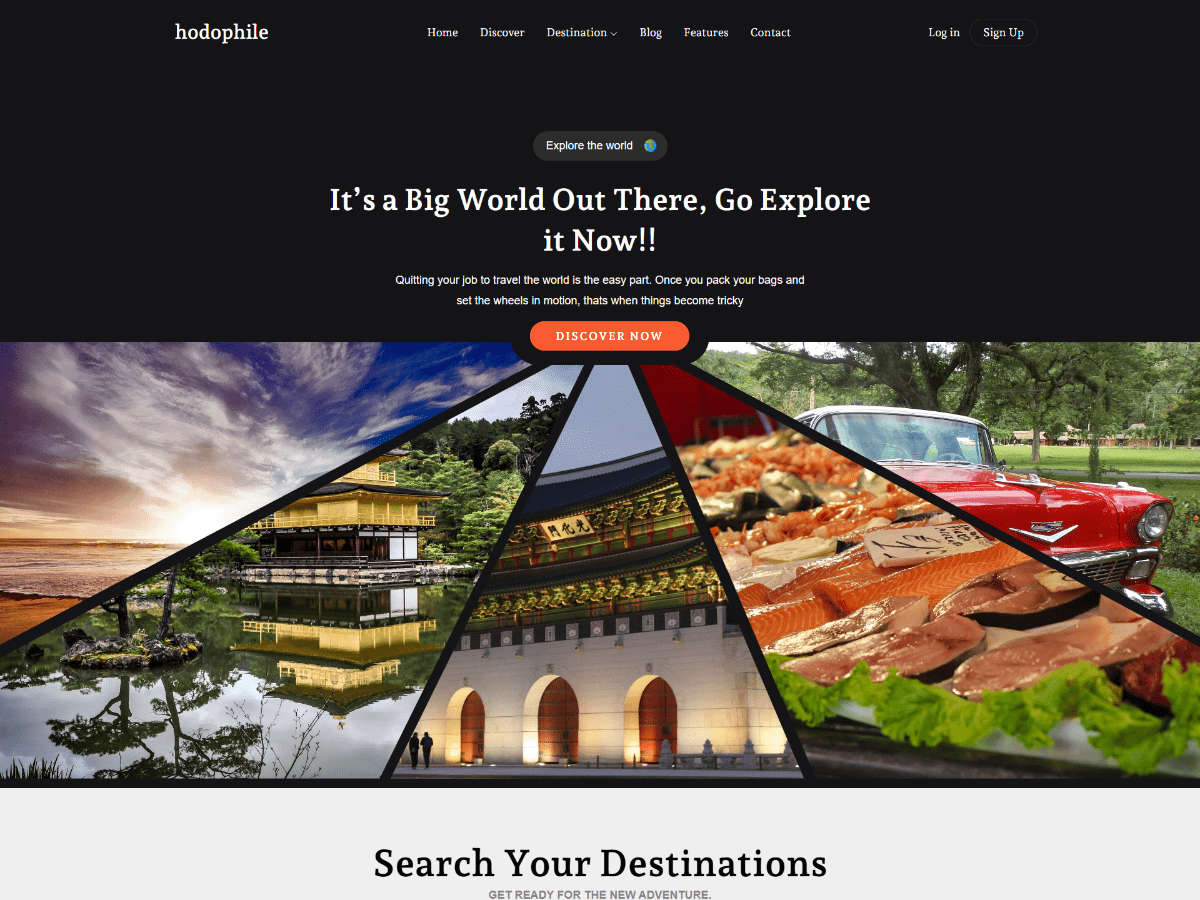 hodophile
Home Discover Destination Blog Features Contact
Log in Sign Up
Explore the world
It's a Big World Out There, Go Explore
it Now!!
Quitting your job to travel the world is the easy part. Once you pack your bags and
set the wheels in motion, thats when things become tricky
DISCOVER NOW
門化光
Search Your Destinations
GET READY FOR THE NEW ADVENTURE.